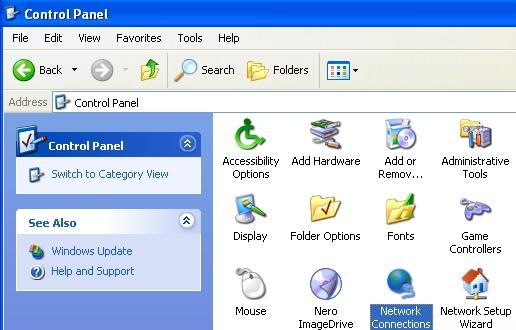 Control Panel
File Edit View Favorites Tools Help
Back Search Folders
Address Control Panel
Control Panel
Switch to Category View
See Also
Windows Update
Help and Support
Accessibility Options
Add Hardware
Add or Remov...
Administrative Tools
Display
Folder Options
Fonts
Game Controllers
Mouse
Nero ImageDrive
Network Connections
Network Setup Wizard